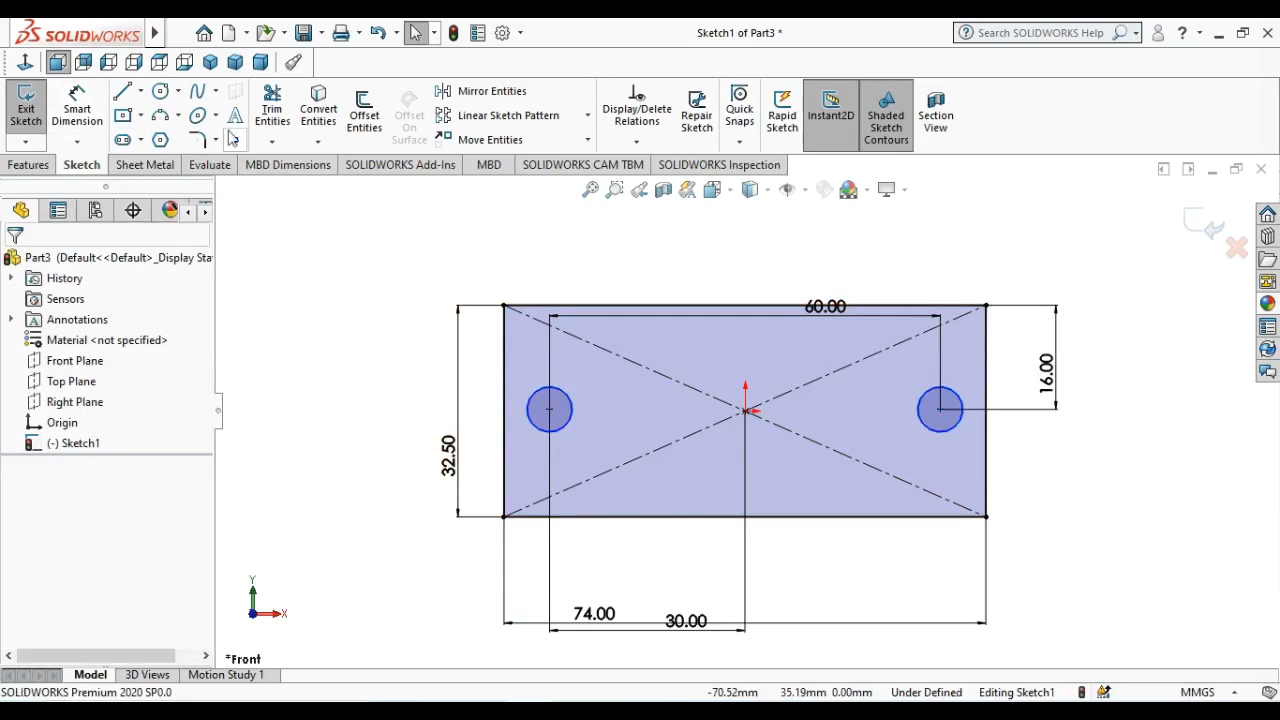 SOLIDWORKS
Sketch1 of Part3 *
Search SOLIDWORKS Help
?
Exit Sketch
Smart Dimension
Trim Entities
Convert Entities
Offset Entities
Offset On Surface
Mirror Entities
Linear Sketch Pattern
Move Entities
Display/Delete Relations
Repair Sketch
Quick Snaps
Rapid Sketch
Instant2D
Shaded Sketch Contours
Section View
Features
Sketch
Sheet Metal
Evaluate
MBD Dimensions
SOLIDWORKS Add-Ins
MBD
SOLIDWORKS CAM TBM
SOLIDWORKS Inspection
Part3 (Default<<Default>_Display Sta
History
Sensors
Annotations
Material <not specified>
Front Plane
Top Plane
Right Plane
Origin
(-) Sketch1
60.00
16.00
32.50
74.00
30.00
Y
X
*Front
Model
3D Views
Motion Study 1
SOLIDWORKS Premium 2020 SP0.0
-70.52mm
35.19mm 0.00mm
Under Defined
Editing Sketch1
MMGS